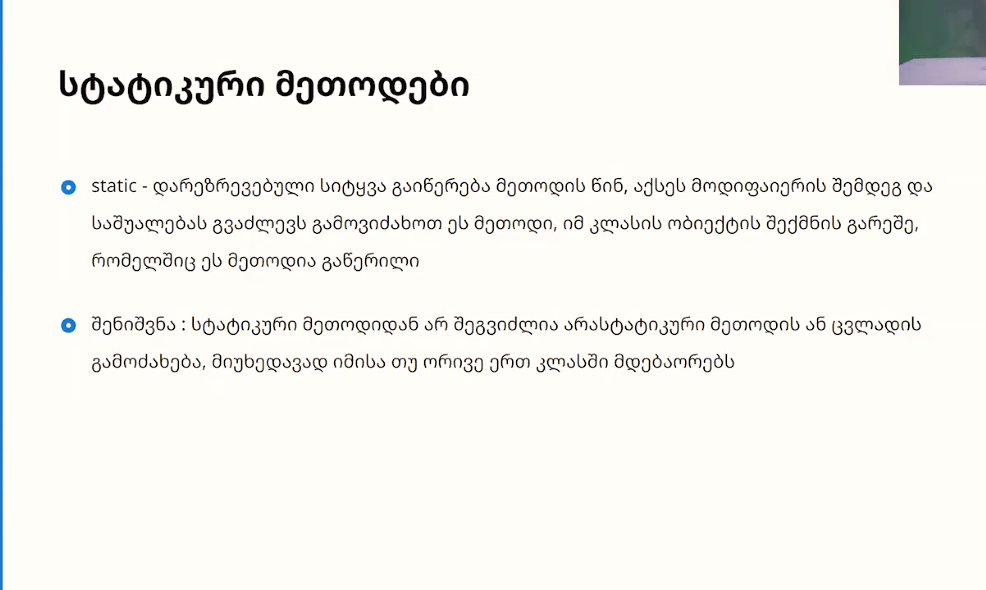 სტატიკური მეთოდები
static - დარეზრევებული სიტყვა გაიწერება მეთოდის წინ, აქსეს მოდიფაიერის შემდეგ და
საშუალებას გვაძლევს გამოვიძახოთ ეს მეთოდი, იმ კლასის ობიექტის შექმნის გარეშე,
რომელშიც ეს მეთოდია გაწერილი
შენიშვნა : სტატიკური მეთოდიდან არ შეგვიძლია არასტატიკური მეთოდის ან ცვლადის
გამოძახება, მიუხედავად იმისა თუ ორივე ერთ კლასში მდებაორებს